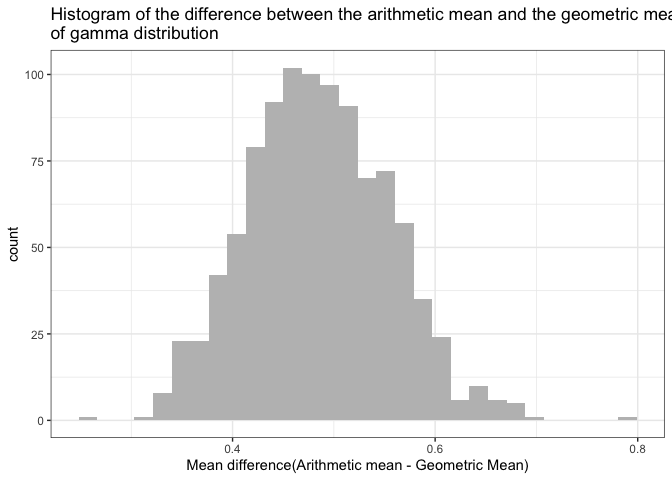 Histogram of the difference between the arithmetic mean and the geometric mea
of gamma distribution
100
75
50
25
0
count
0.4
0.6
0.8
Mean difference(Arithmetic mean - Geometric Mean)